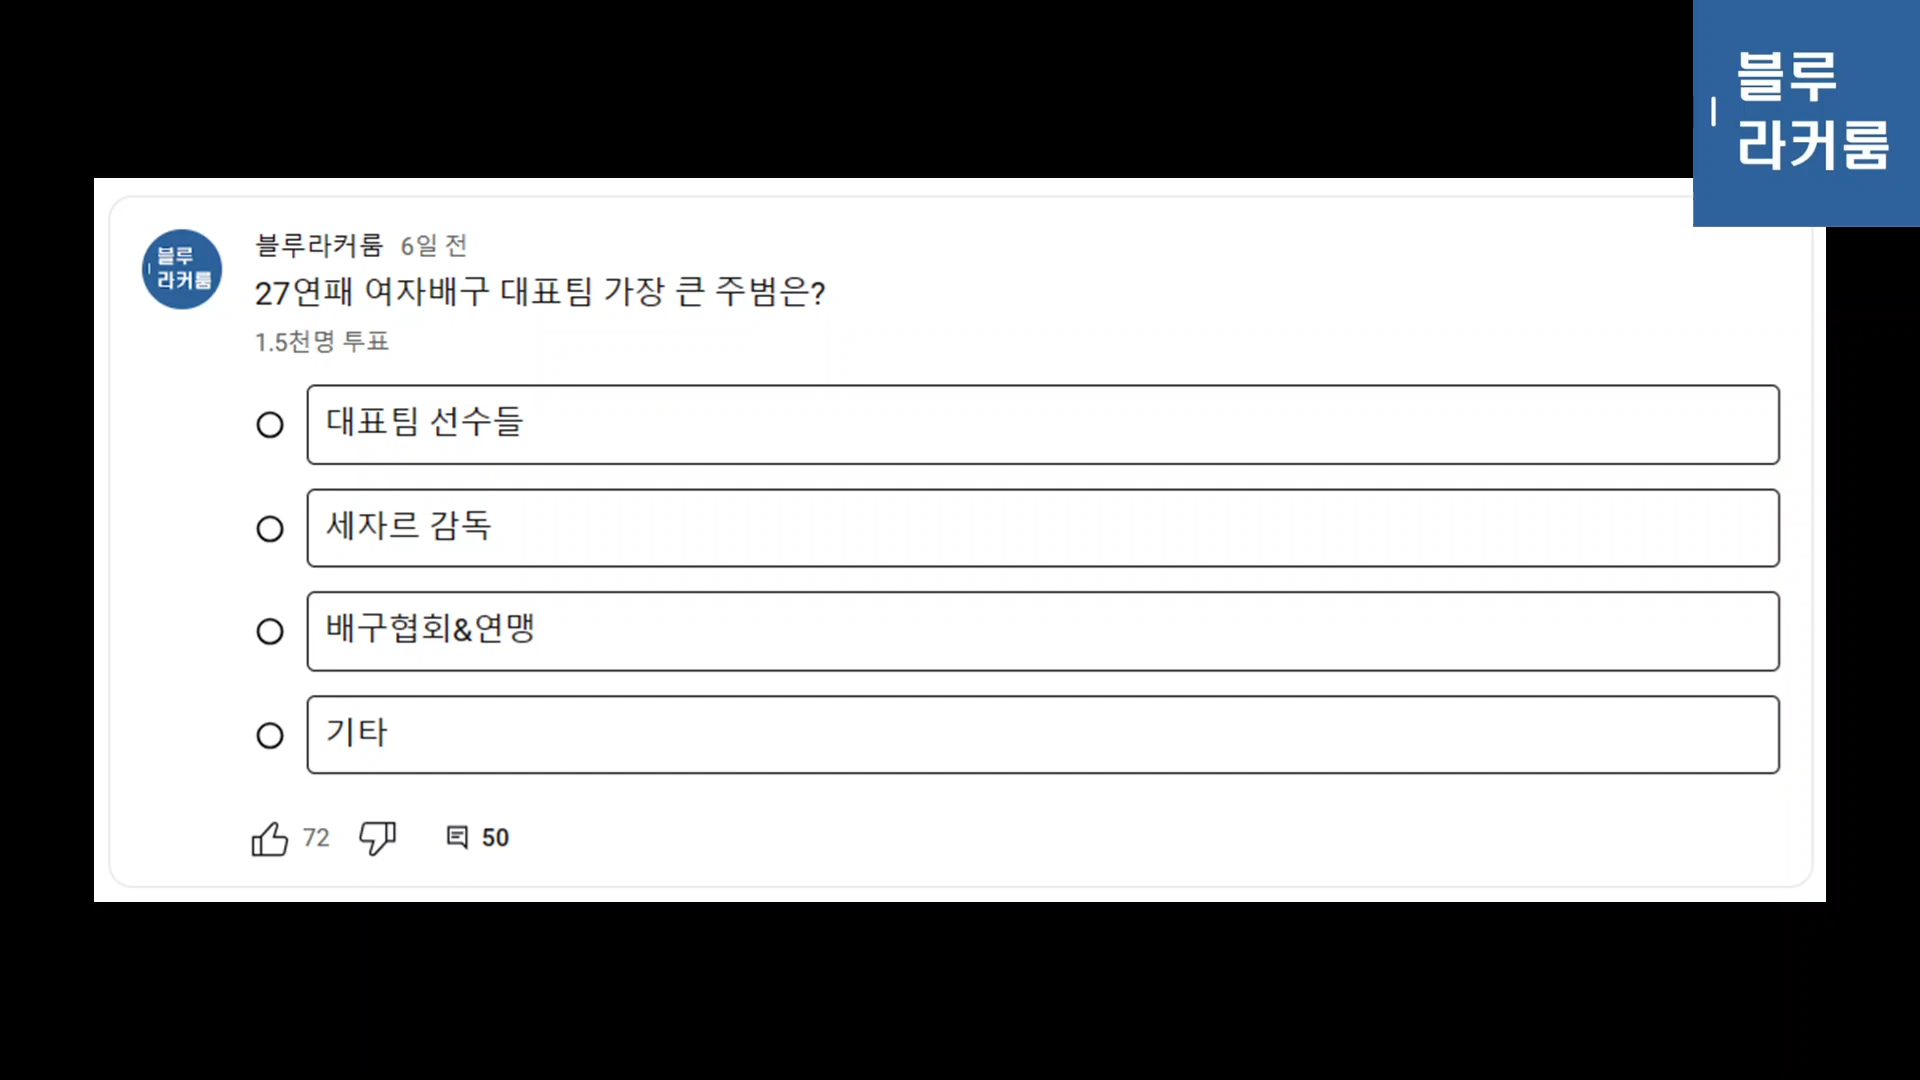 블루
라커룸
블루
라커룸
블루라커룸 6일 전
27연패 여자배구 대표팀 가장 큰 주범은?
1.5천명 투표
대표팀 선수들
세자르 감독
배구협회&연맹
기타
72 50